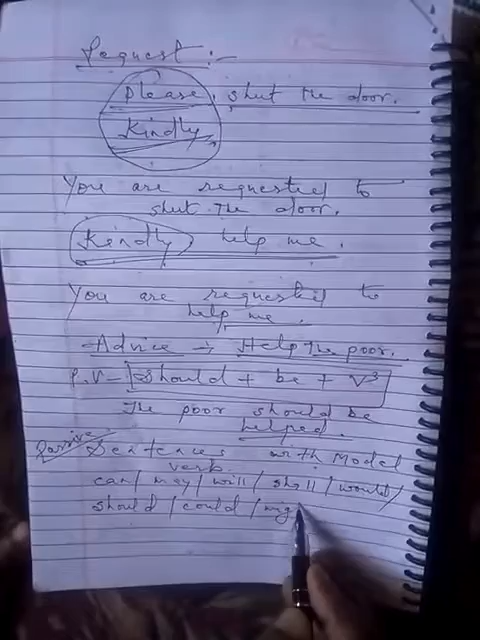 Request :-
Please, shut the door.
Kindly
You are requested to
shut the door.
Kindly help me.
You are requested to
help me.
Advice → Help the poor.
P.V - Should + be + V3
The poor should be
helped.
Passive Sentences with Model
verb
can/ may/ will/ shall/ would/
should / could / mig